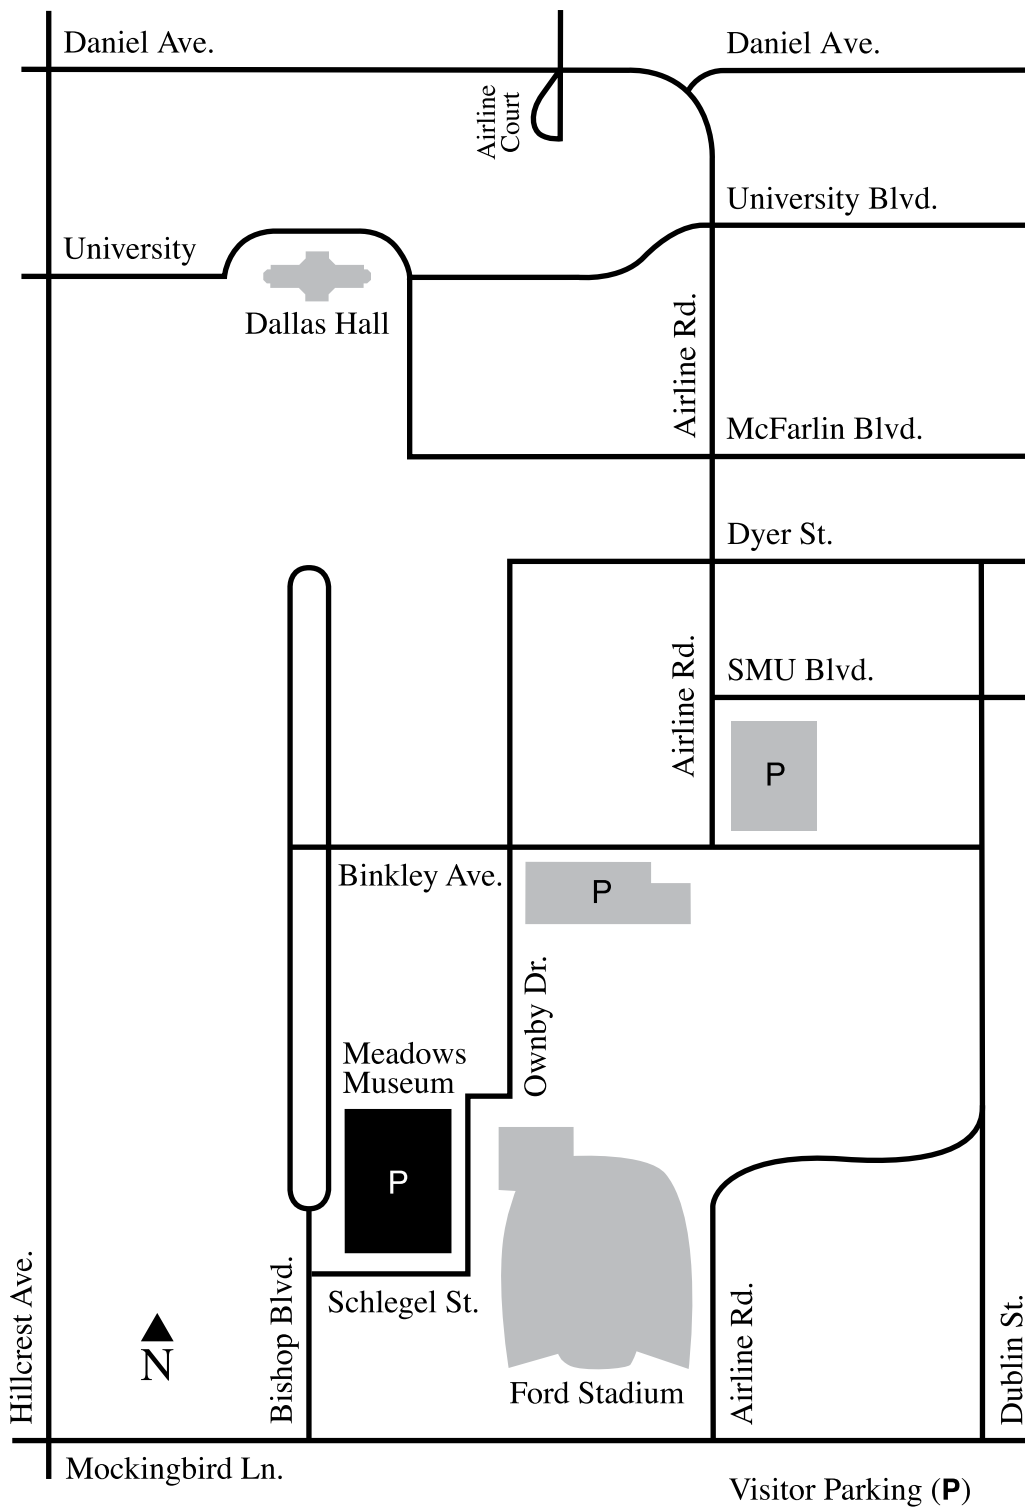 Daniel Ave.
Daniel Ave.
Airline
Court
University Blvd.
University
Dallas Hall
Airline Rd.
McFarlin Blvd.
Dyer St.
Airline Rd.
SMU Blvd.
P
Binkley Ave.
P
Ownby Dr.
Meadows
Museum
P
Hillcrest Ave.
N
Bishop Blvd.
Schlegel St.
Ford Stadium
Airline Rd.
Dublin St.
Mockingbird Ln.
Visitor Parking (P)